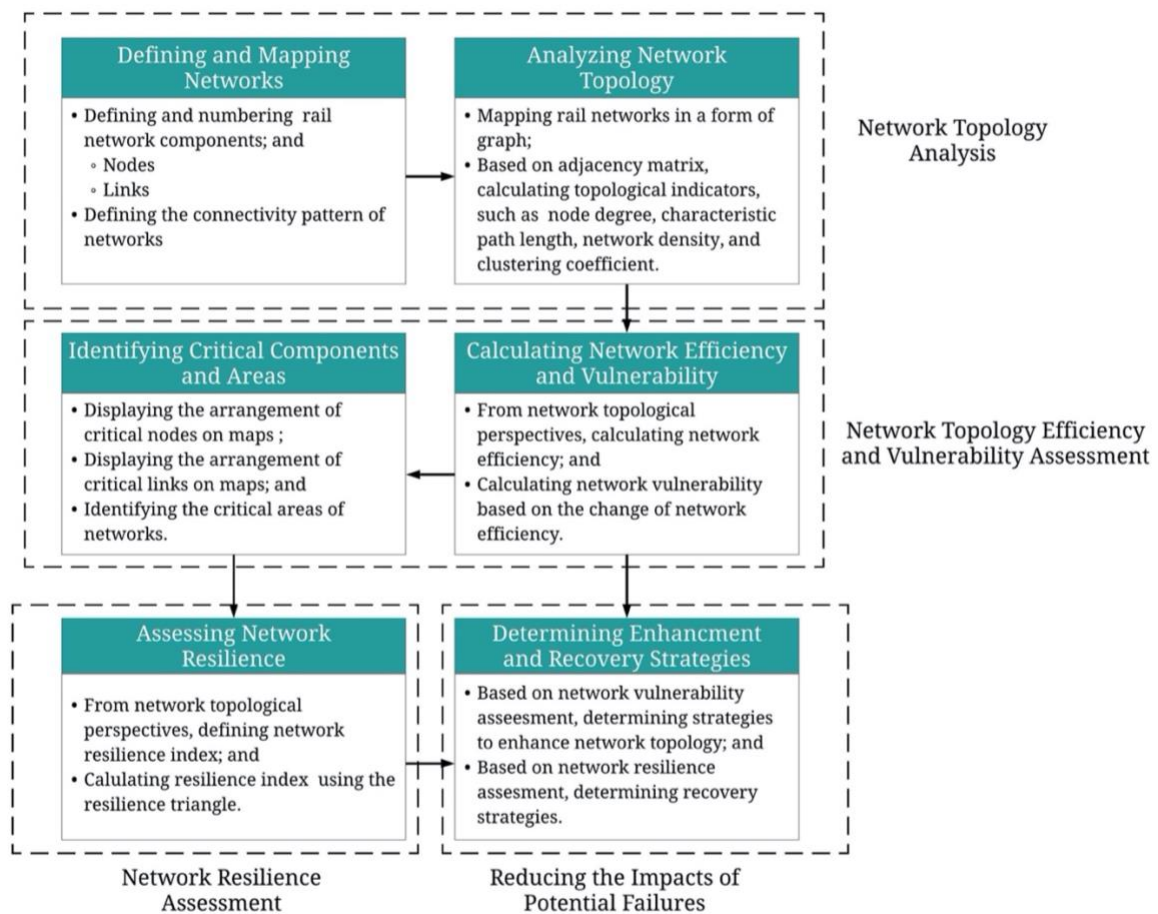 Defining and Mapping
Networks
• Defining and numbering rail
network components; and
◦ Nodes
◦ Links
• Defining the connectivity pattern of
networks
Analyzing Network
Topology
• Mapping rail networks in a form of
graph;
• Based on adjacency matrix,
calculating topological indicators,
such as node degree, characteristic
path length, network density, and
clustering coefficient.
Network Topology
Analysis
Identifying Critical Components
and Areas
• Displaying the arrangement of
critical nodes on maps ;
• Displaying the arrangement of
critical links on maps; and
• Identifying the critical areas of
networks.
Calculating Network Efficiency
and Vulnerability
• From network topological
perspectives, calculating network
efficiency; and
• Calculating network vulnerability
based on the change of network
efficiency.
Network Topology Efficiency
and Vulnerability Assessment
Assessing Network
Resilience
• From network topological
perspectives, defining network
resilience index; and
• Calulating resilience index using the
resilience triangle.
Determining Enhancment
and Recovery Strategies
• Based on network vulnerability
asseesment, determining strategies
to enhance network topology; and
• Based on network resilience
assesment, determining recovery
strategies.
Network Resilience
Assessment
Reducing the Impacts of
Potential Failures